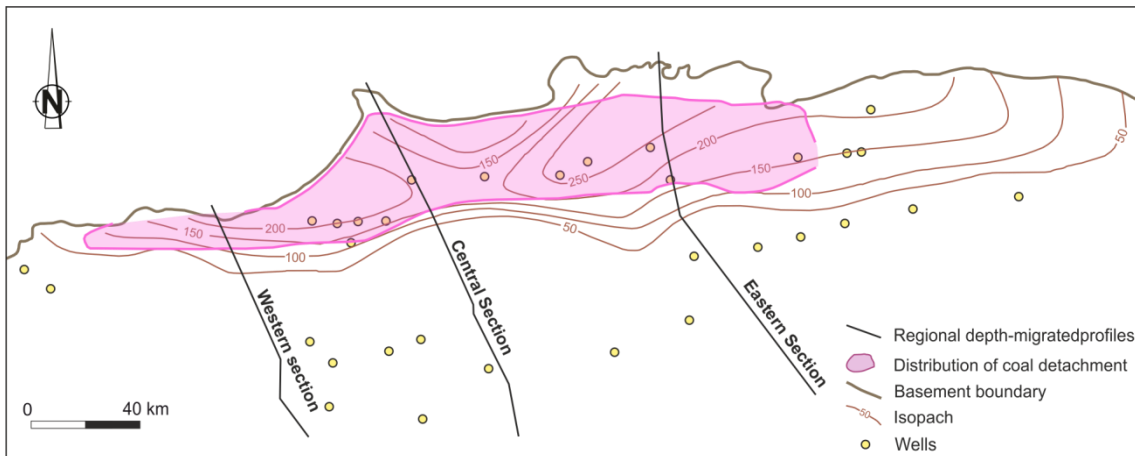 N
150
200
250
200
150
100
50
150
200
100
50
Western section
Central Section
Eastern Section
0 40 km
Regional depth-migratedprofiles
Distribution of coal detachment
Basement boundary
50
Isopach
Wells